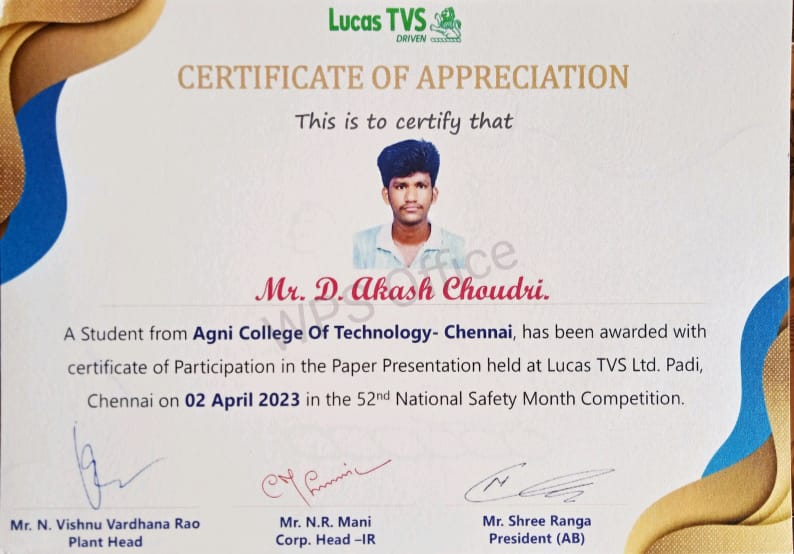 Lucas TVS
DRIVEN
CERTIFICATE OF APPRECIATION
This is to certify that
WPS Office
Mr. D. Akash Choudri.
A Student from Agni College Of Technology- Chennai, has been awarded with
certificate of Participation in the Paper Presentation held at Lucas TVS Ltd. Padi,
Chennai on 02 April 2023 in the 52nd National Safety Month Competition.
Mr. N. Vishnu Vardhana Rao
Plant Head
Mr. N.R. Mani
Corp. Head –IR
Mr. Shree Ranga
President (AB)